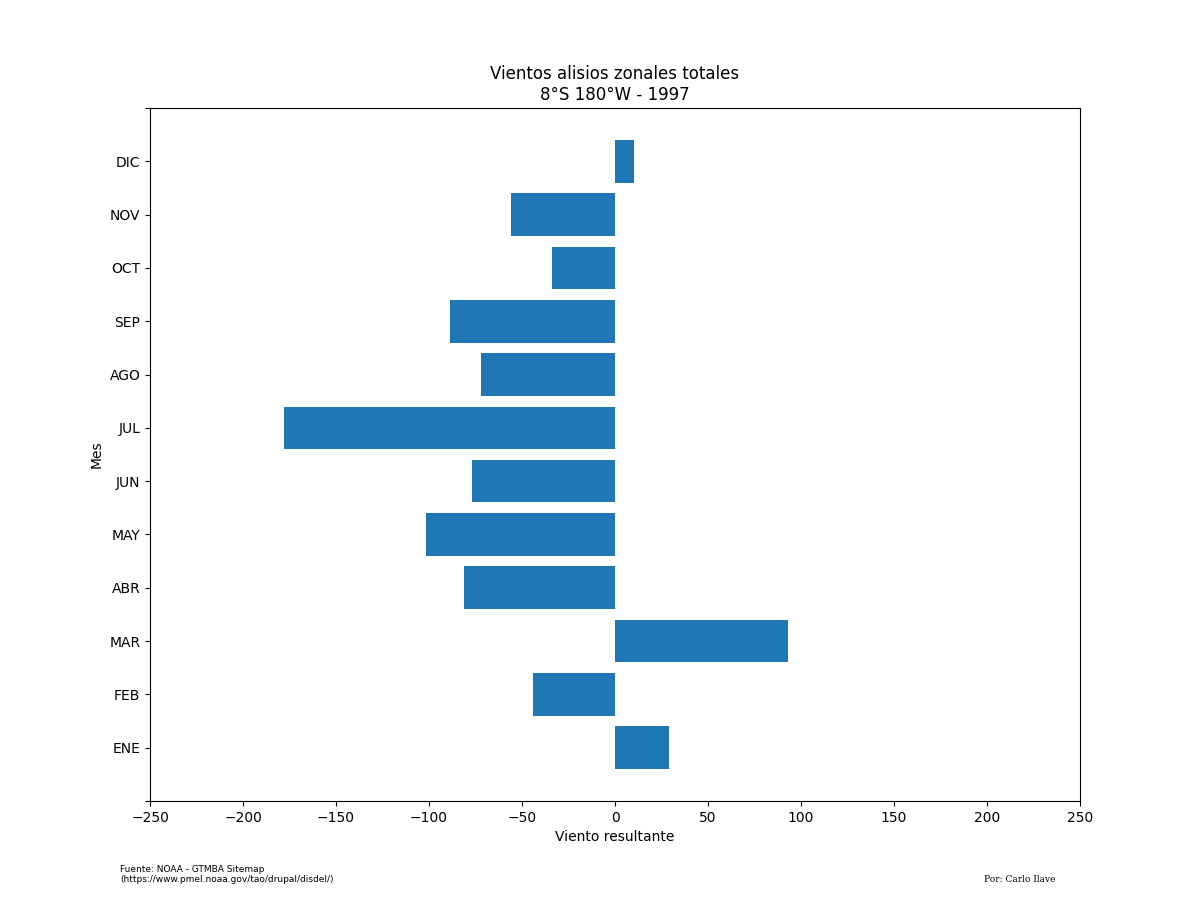 Vientos alisios zonales totales
8°S 180°W - 1997
DIC
NOV
OCT
SEP
AGO
JUL
JUN
MAY
ABR
MAR
FEB
ENE
Mes
−250 −200 −150 −100 −50 0 50 100 150 200 250
Viento resultante
Fuente: NOAA - GTMBA Sitemap
(https://www.pmel.noaa.gov/tao/drupal/disdel/)
Por: Carlo Ilave